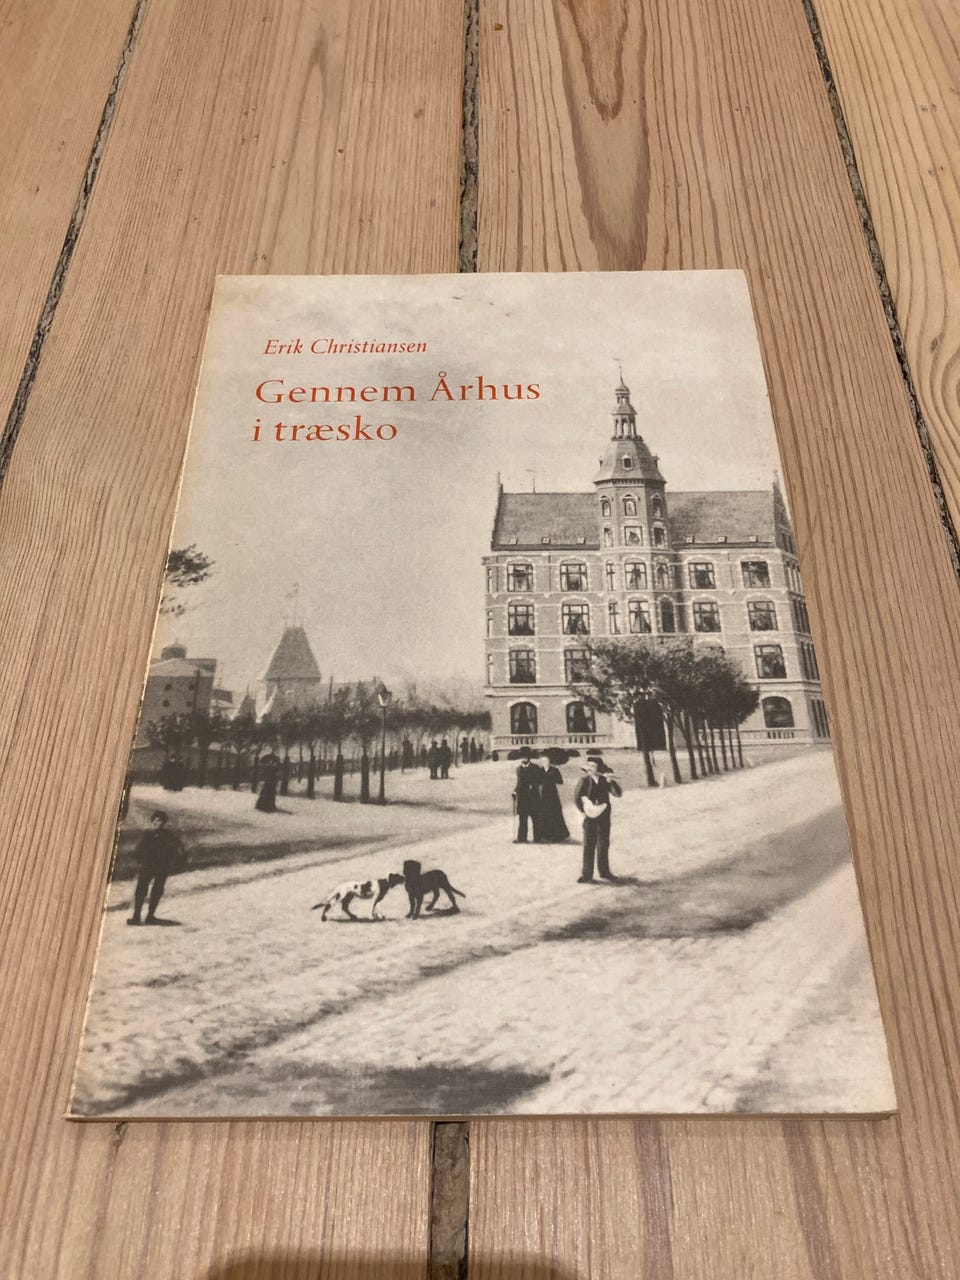 Erik Christiansen
Gennem Århus
i træsko